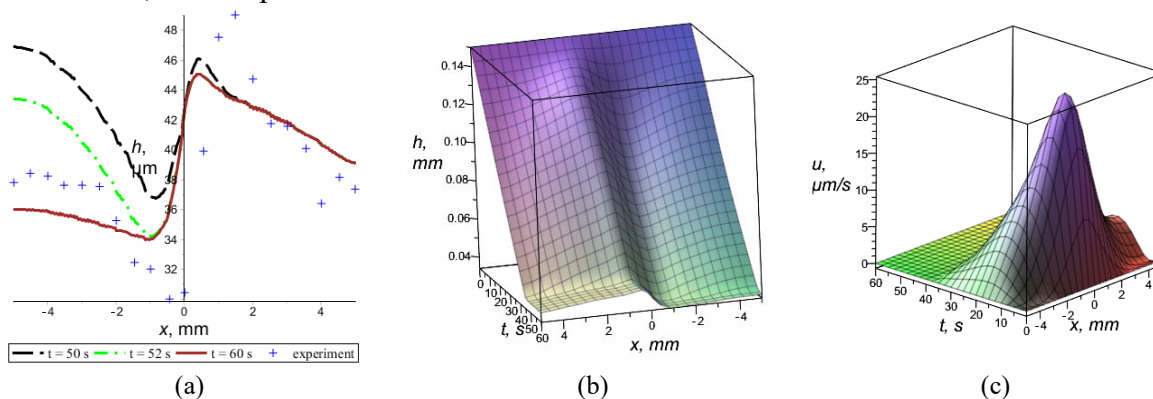 48
46
44
42
h,
μm
40
38
36
34
32
-4
-2
0
2
4
x, mm
t = 50 s
t = 52 s
t = 60 s
experiment
(a)
0.14
0.12
h,
mm
0.10
0.08
0.06
0.04
0
10
20
30
40
50
60
t, s
4
2
0
-2
-4
x, mm
(b)
25
20
u,
μm/s
15
10
5
0
60
50
40
30
20
10
0
t, s
-4
-2
0
2
4
x, mm
(c)